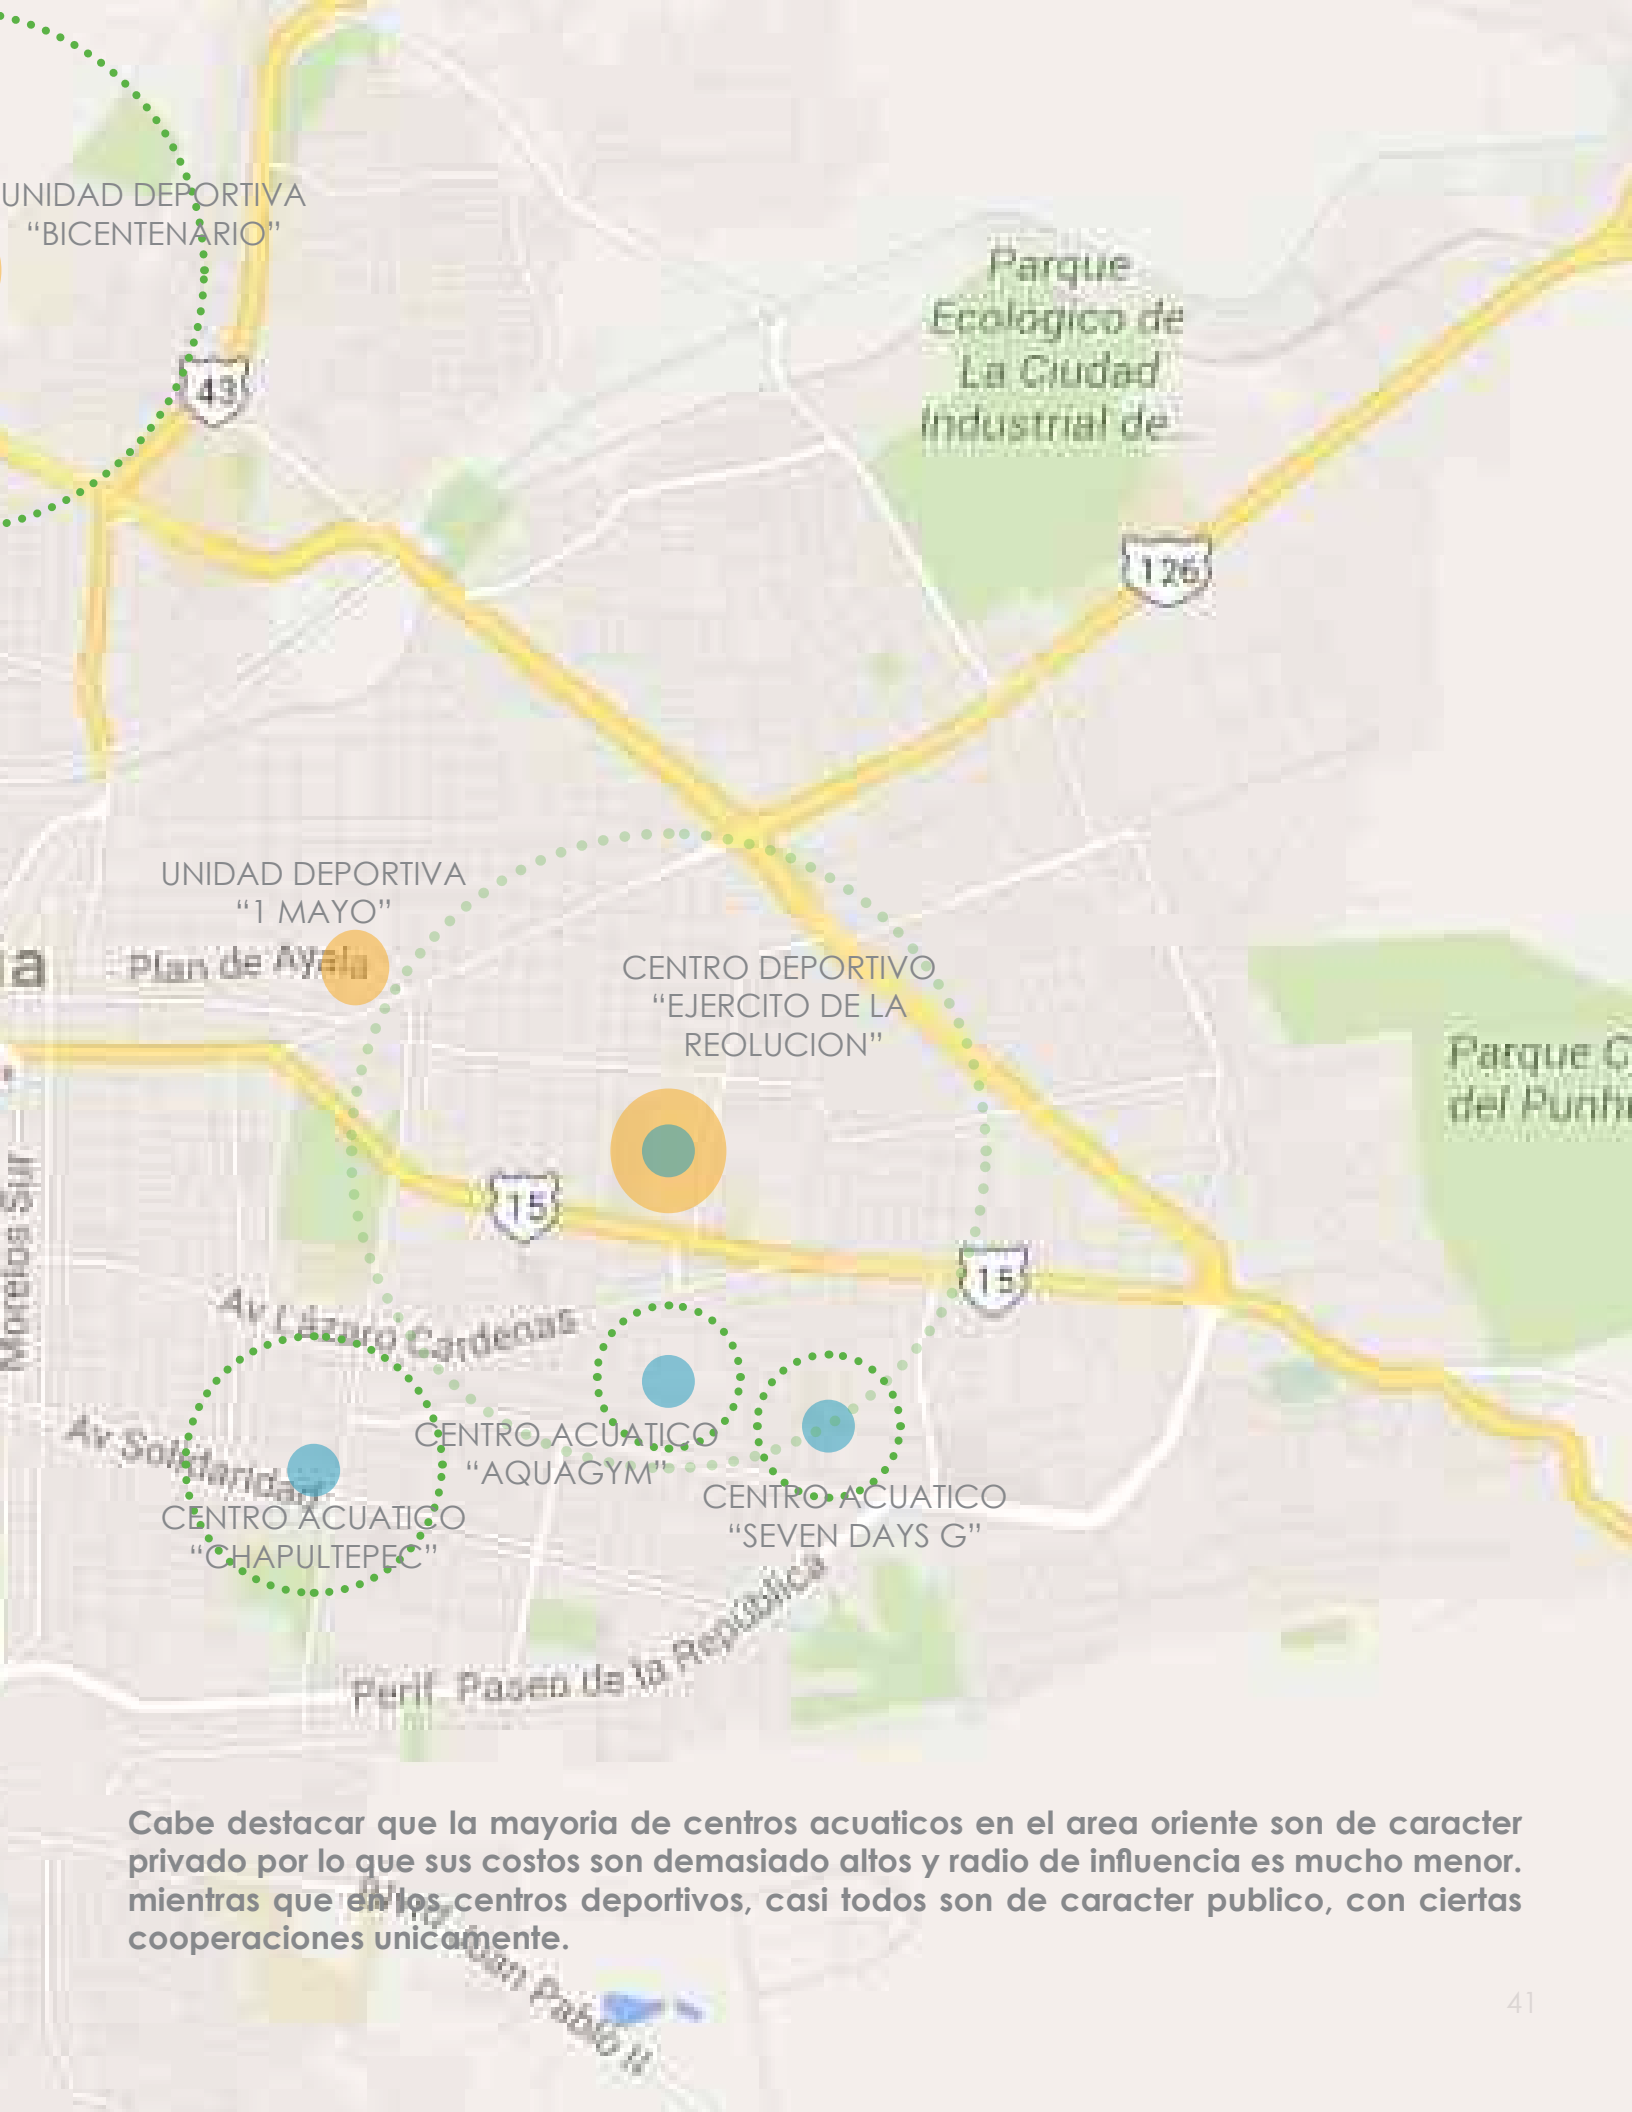 UNIDAD DEPORTIVA
“BICENTENARIO”
Parque
Ecológico de
La Ciudad
Industrial de
43
126
UNIDAD DEPORTIVA
“1 MAYO”
ia
Plan de Ayala
CENTRO DEPORTIVO
“EJERCITO DE LA
REOLUCION”
Parque
del
Morelos Sur
15
15
Av Lázaro Cárdenas
Av Solidaridad
CENTRO ACUATICO
“AQUAGYM”
CENTRO ACUATICO
“CHAPULTEPEC”
CENTRO ACUATICO
“SEVEN DAYS G”
Perif. Paseo de la República
Cabe destacar que la mayoria de centros acuaticos en el area oriente son de caracter
privado por lo que sus costos son demasiado altos y radio de influencia es mucho menor.
mientras que en los centros deportivos, casi todos son de caracter publico, con ciertas
cooperaciones unicamente.
Juan Pablo II
41